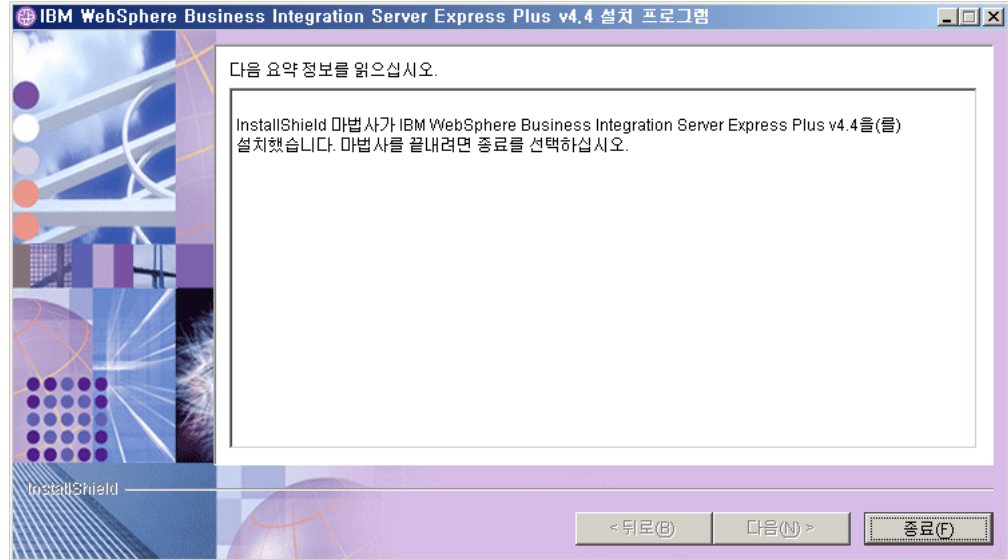 IBM WebSphere Business Integration Server Express Plus v4.4 설치 프로그램
다음 요약 정보를 읽으십시오.
InstallShield 마법사가 IBM WebSphere Business Integration Server Express Plus v4.4을(를)
설치했습니다. 마법사를 끝내려면 종료를 선택하십시오.
InstallShield
< 뒤로(B)
다음(N) >
종료(F)